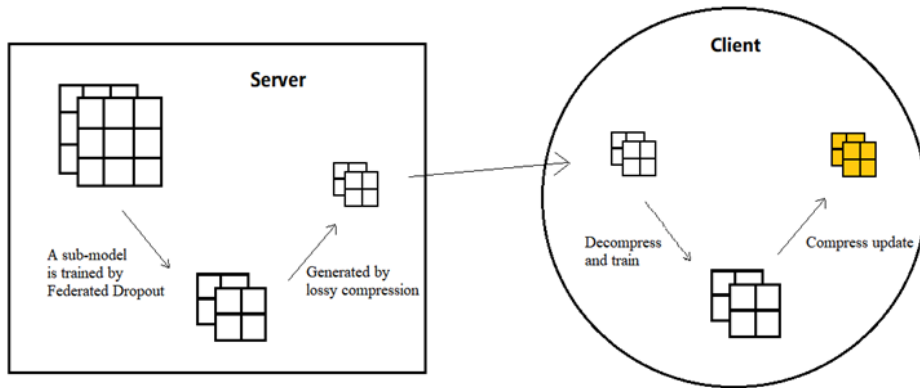 Server
A sub-model
is trained by
Federated Dropout
Generated by
lossy compression
Client
Decompress
and train
Compress update